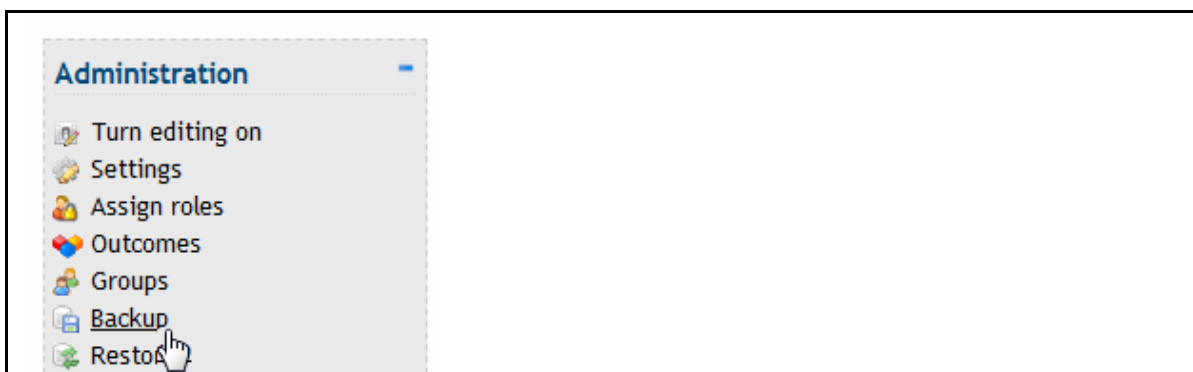 Administration
Turn editing on
Settings
Assign roles
Outcomes
Groups
Backup